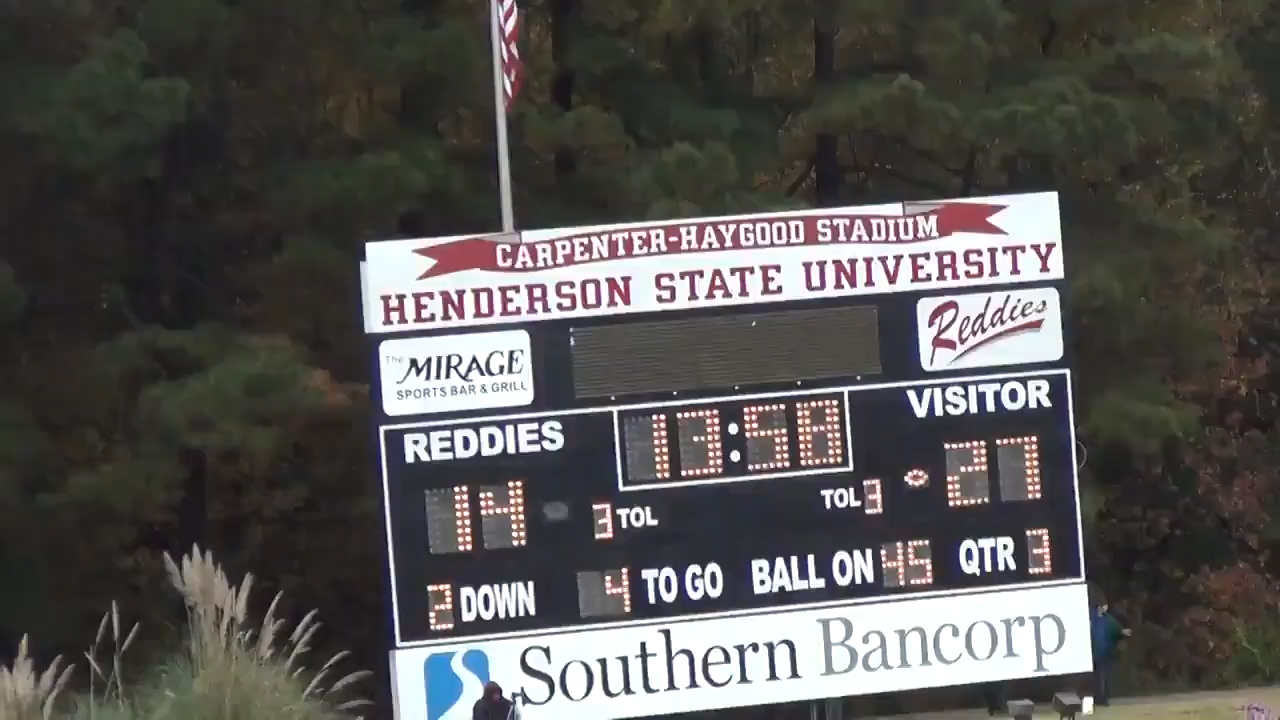 CARPENTER-HAYGOOD STADIUM
HENDERSON STATE UNIVERSITY
The MIRAGE
SPORTS BAR & GRILL
Reddies
REDDIES
13:58
VISITOR
14
3 TOL
TOL 3
27
2 DOWN
4 TO GO
BALL ON 45
QTR 3
Southern Bancorp